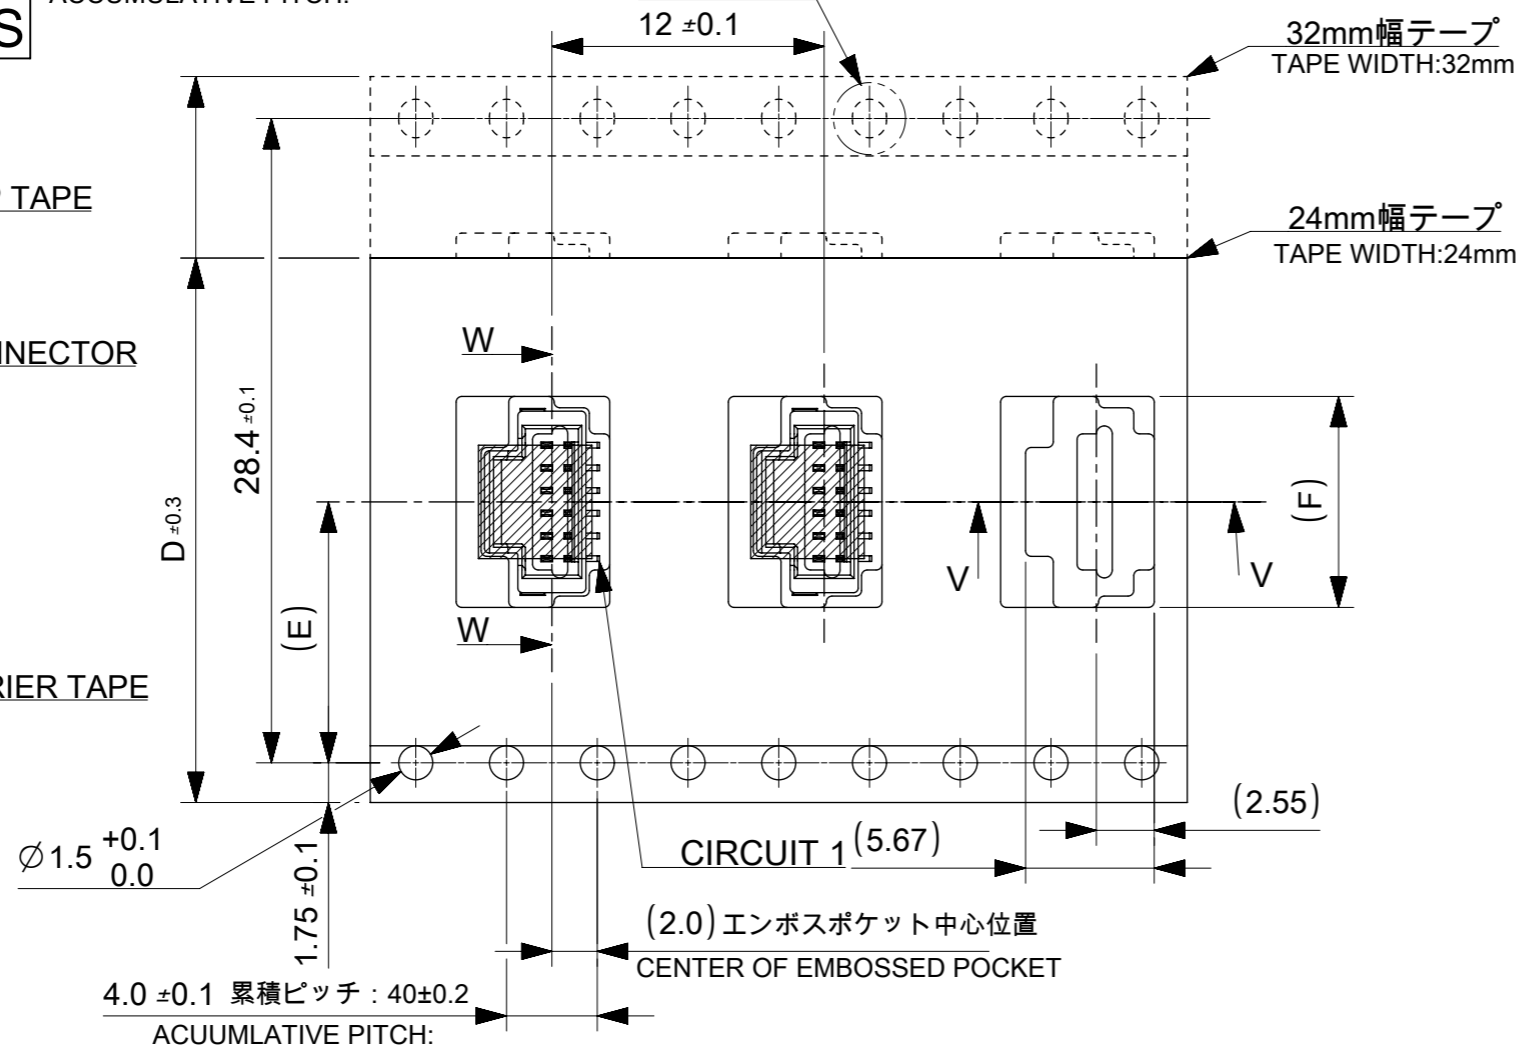 S
ACCUMULATIVE PITCH:
12 ±0.1
32mm幅テープ
TAPE WIDTH:32mm
TAPE
24mm幅テープ
TAPE WIDTH:24mm
W
NNECTOR
28.4 ±0.1
D ±0.3
(F)
V
V
(E)
W
RIER TAPE
(2.55)
∅1.5 +0.1
0.0
CIRCUIT 1
(5.67)
1.75 ±0.1
(2.0) エンボスポケット中心位置
CENTER OF EMBOSSED POCKET
4.0 ±0.1 累積ピッチ : 40±0.2
ACUUMLATIVE PITCH: